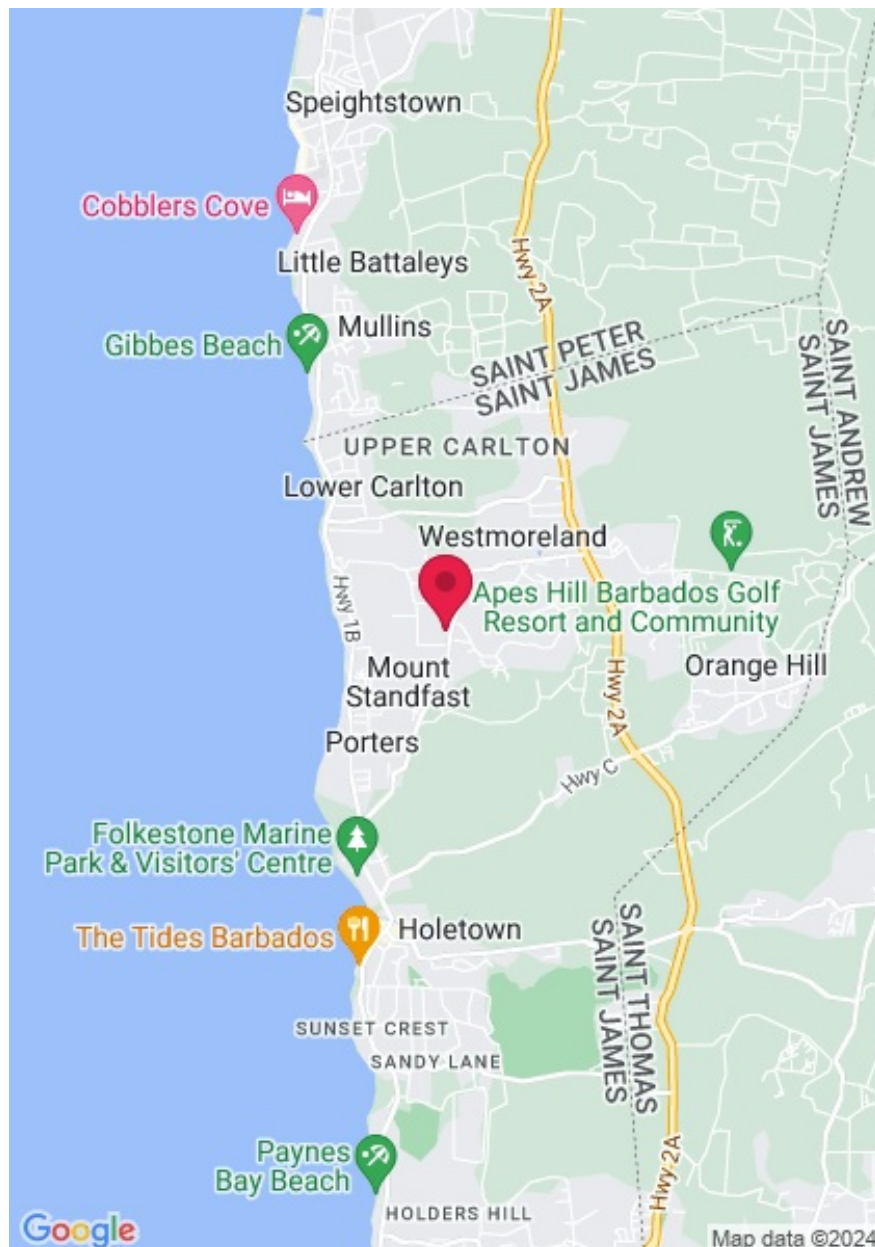 Speightstown
Cobblers Cove
Little Battaleys
Hwy 2A
Mullins
Gibbes Beach
SAINT PETER
SAINT JAMES
SAINT ANDREW
SAINT JAMES
UPPER CARLTON
Lower Carlton
Westmoreland
Hwy 1B
Apes Hill Barbados Golf
Resort and Community
Mount
Standfast
Orange Hill
Hwy 2A
Porters
Hwy C
Folkestone Marine
Park & Visitors' Centre
The Tides Barbados
Holetown
SAINT THOMAS
SAINT JAMES
SUNSET CREST
SANDY LANE
Paynes
Bay Beach
Hwy 2A
HOLDERS HILL
Google
Map data ©2024